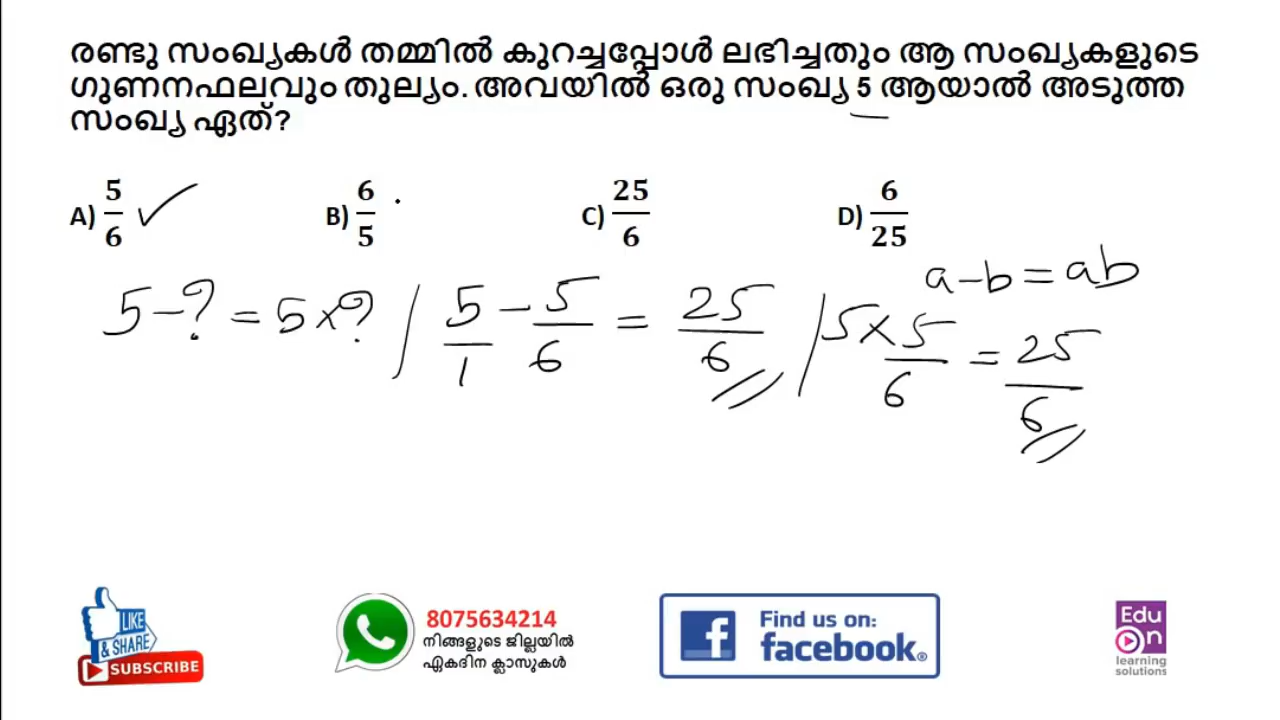 രണ്ടു സംഖ്യകൾ തമ്മിൽ കുറച്ചപ്പോൾ ലഭിച്ചതും ആ സംഖ്യകളുടെ
ഗുണനഫലവും തുല്യം. അവയിൽ ഒരു സംഖ്യ 5 ആയാൽ അടുത്ത
സംഖ്യ ഏത്?
A) 5/6 ✓ B) 6/5 C) 25/6 D) 6/25
a-b=ab
5-?=5×? / 5/1 - 5/6 = 25/6 / 5×5/6 = 25/6
LIKE
& SHARE
SUBSCRIBE
8075634214
നിങ്ങളുടെ ജില്ലയിൽ
ഏകദിന ക്ലാസുകൾ
Find us on:
facebook®
Edu
On
learning
solutions